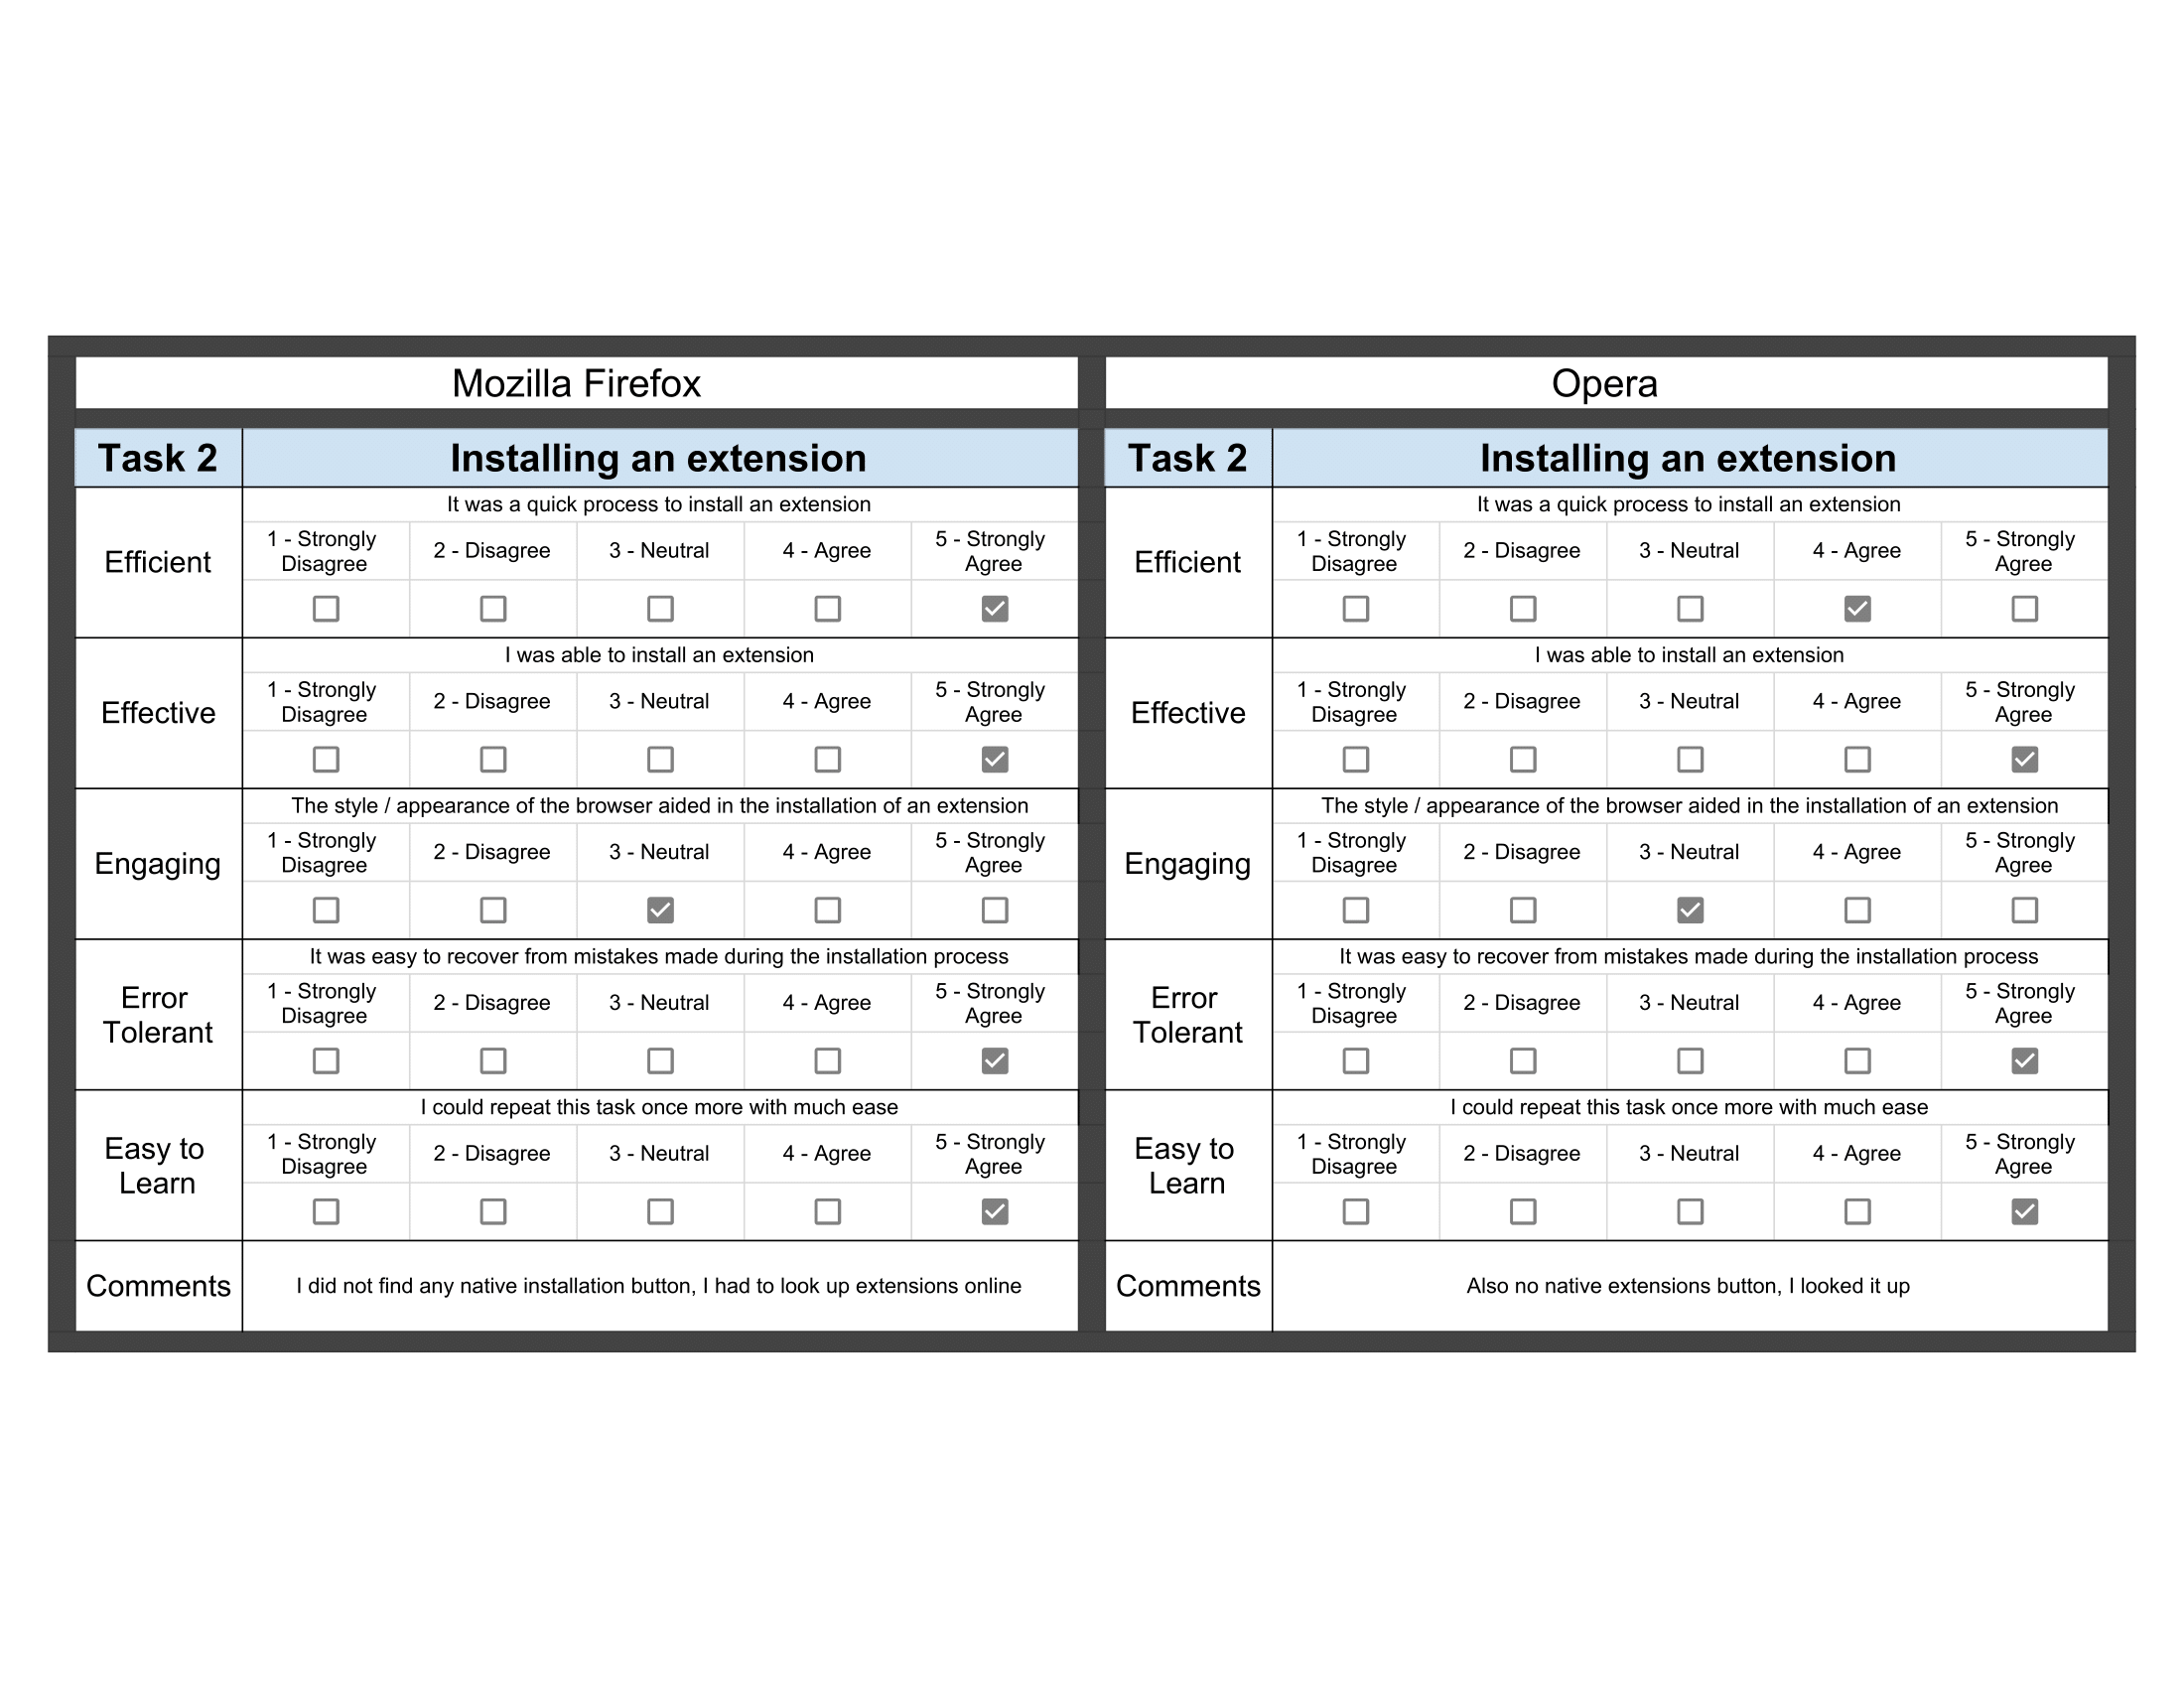 Mozilla Firefox
Task 2 Installing an extension
Efficient
It was a quick process to install an extension
1 - Strongly Disagree 2 - Disagree 3 - Neutral 4 - Agree 5 - Strongly Agree
Effective
I was able to install an extension
1 - Strongly Disagree 2 - Disagree 3 - Neutral 4 - Agree 5 - Strongly Agree
Engaging
The style / appearance of the browser aided in the installation of an extension
1 - Strongly Disagree 2 - Disagree 3 - Neutral 4 - Agree 5 - Strongly Agree
Error Tolerant
It was easy to recover from mistakes made during the installation process
1 - Strongly Disagree 2 - Disagree 3 - Neutral 4 - Agree 5 - Strongly Agree
Easy to Learn
I could repeat this task once more with much ease
1 - Strongly Disagree 2 - Disagree 3 - Neutral 4 - Agree 5 - Strongly Agree
Comments
I did not find any native installation button, I had to look up extensions online
Opera
Task 2 Installing an extension
Efficient
It was a quick process to install an extension
1 - Strongly Disagree 2 - Disagree 3 - Neutral 4 - Agree 5 - Strongly Agree
Effective
I was able to install an extension
1 - Strongly Disagree 2 - Disagree 3 - Neutral 4 - Agree 5 - Strongly Agree
Engaging
The style / appearance of the browser aided in the installation of an extension
1 - Strongly Disagree 2 - Disagree 3 - Neutral 4 - Agree 5 - Strongly Agree
Error Tolerant
It was easy to recover from mistakes made during the installation process
1 - Strongly Disagree 2 - Disagree 3 - Neutral 4 - Agree 5 - Strongly Agree
Easy to Learn
I could repeat this task once more with much ease
1 - Strongly Disagree 2 - Disagree 3 - Neutral 4 - Agree 5 - Strongly Agree
Comments
Also no native extensions button, I looked it up